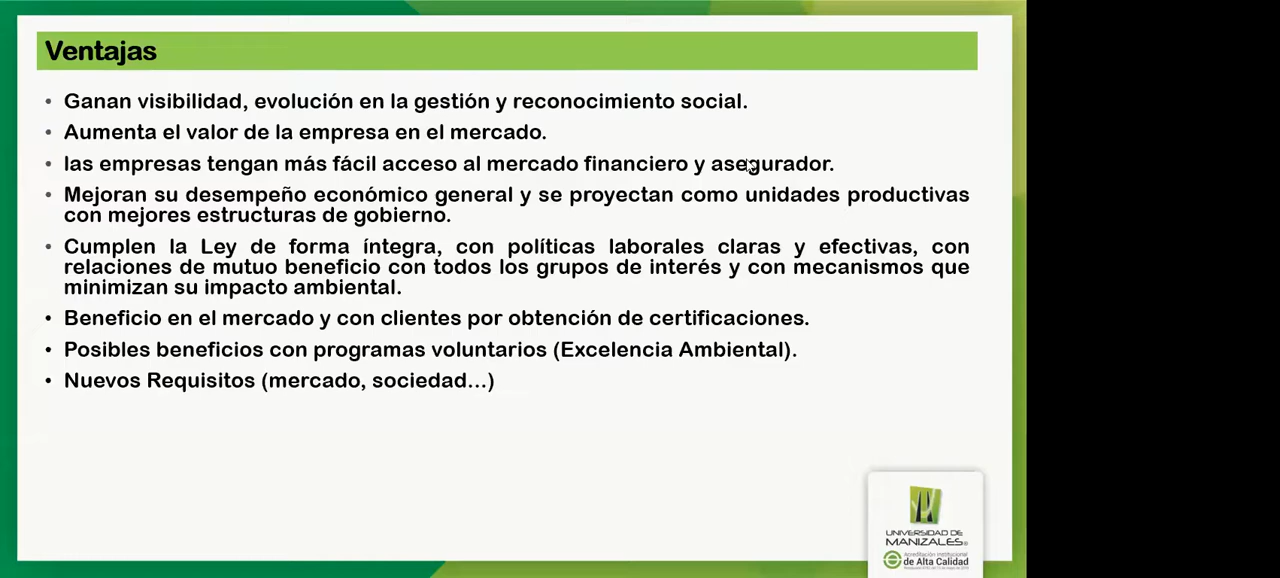 Ventajas
• Ganan visibilidad, evolución en la gestión y reconocimiento social.
• Aumenta el valor de la empresa en el mercado.
• las empresas tengan más fácil acceso al mercado financiero y asegurador.
• Mejoran su desempeño económico general y se proyectan como unidades productivas
con mejores estructuras de gobierno.
• Cumplen la Ley de forma íntegra, con políticas laborales claras y efectivas, con
relaciones de mutuo beneficio con todos los grupos de interés y con mecanismos que
minimizan su impacto ambiental.
• Beneficio en el mercado y con clientes por obtención de certificaciones.
• Posibles beneficios con programas voluntarios (Excelencia Ambiental).
• Nuevos Requisitos (mercado, sociedad...)
UNIVERSIDAD DE
MANIZALES®
Acreditación Institucional
de Alta Calidad